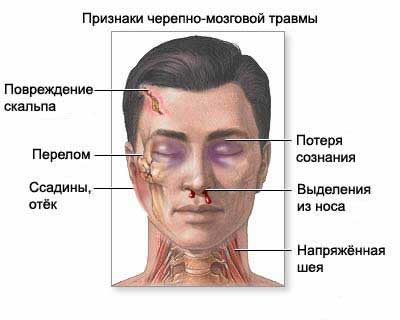 Признаки черепно-мозговой травмы
Повреждение
скальпа
Перелом
Ссадины,
отёк
Потеря
сознания
Выделения
из носа
Напряжённая
шея